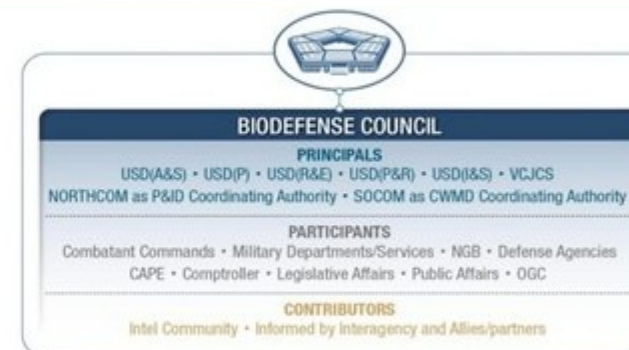 BIODEFENSE COUNCIL
PRINCIPALS
USD(A&S) • USD(P) • USD(R&E) • USD(P&R) • USD(I&S) • VCJCS
NORTHCOM as P&ID Coordinating Authority • SOCOM as CWMD Coordinating Authority
PARTICIPANTS
Combatant Commands • Military Departments/Services • NGB • Defense Agencies
CAPE • Comptroller • Legislative Affairs • Public Affairs • OGC
CONTRIBUTORS
Intel Community • Informed by Interagency and Allies/partners